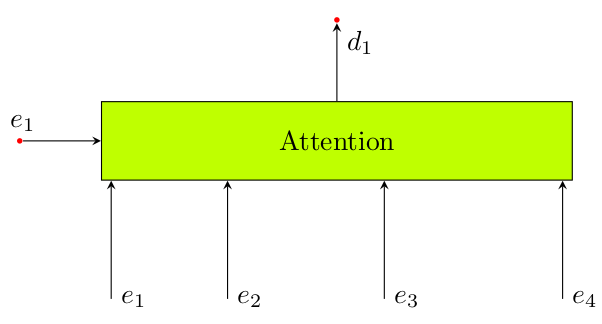 d₁
e₁
Attention
e₁ e₂ e₃ e₄